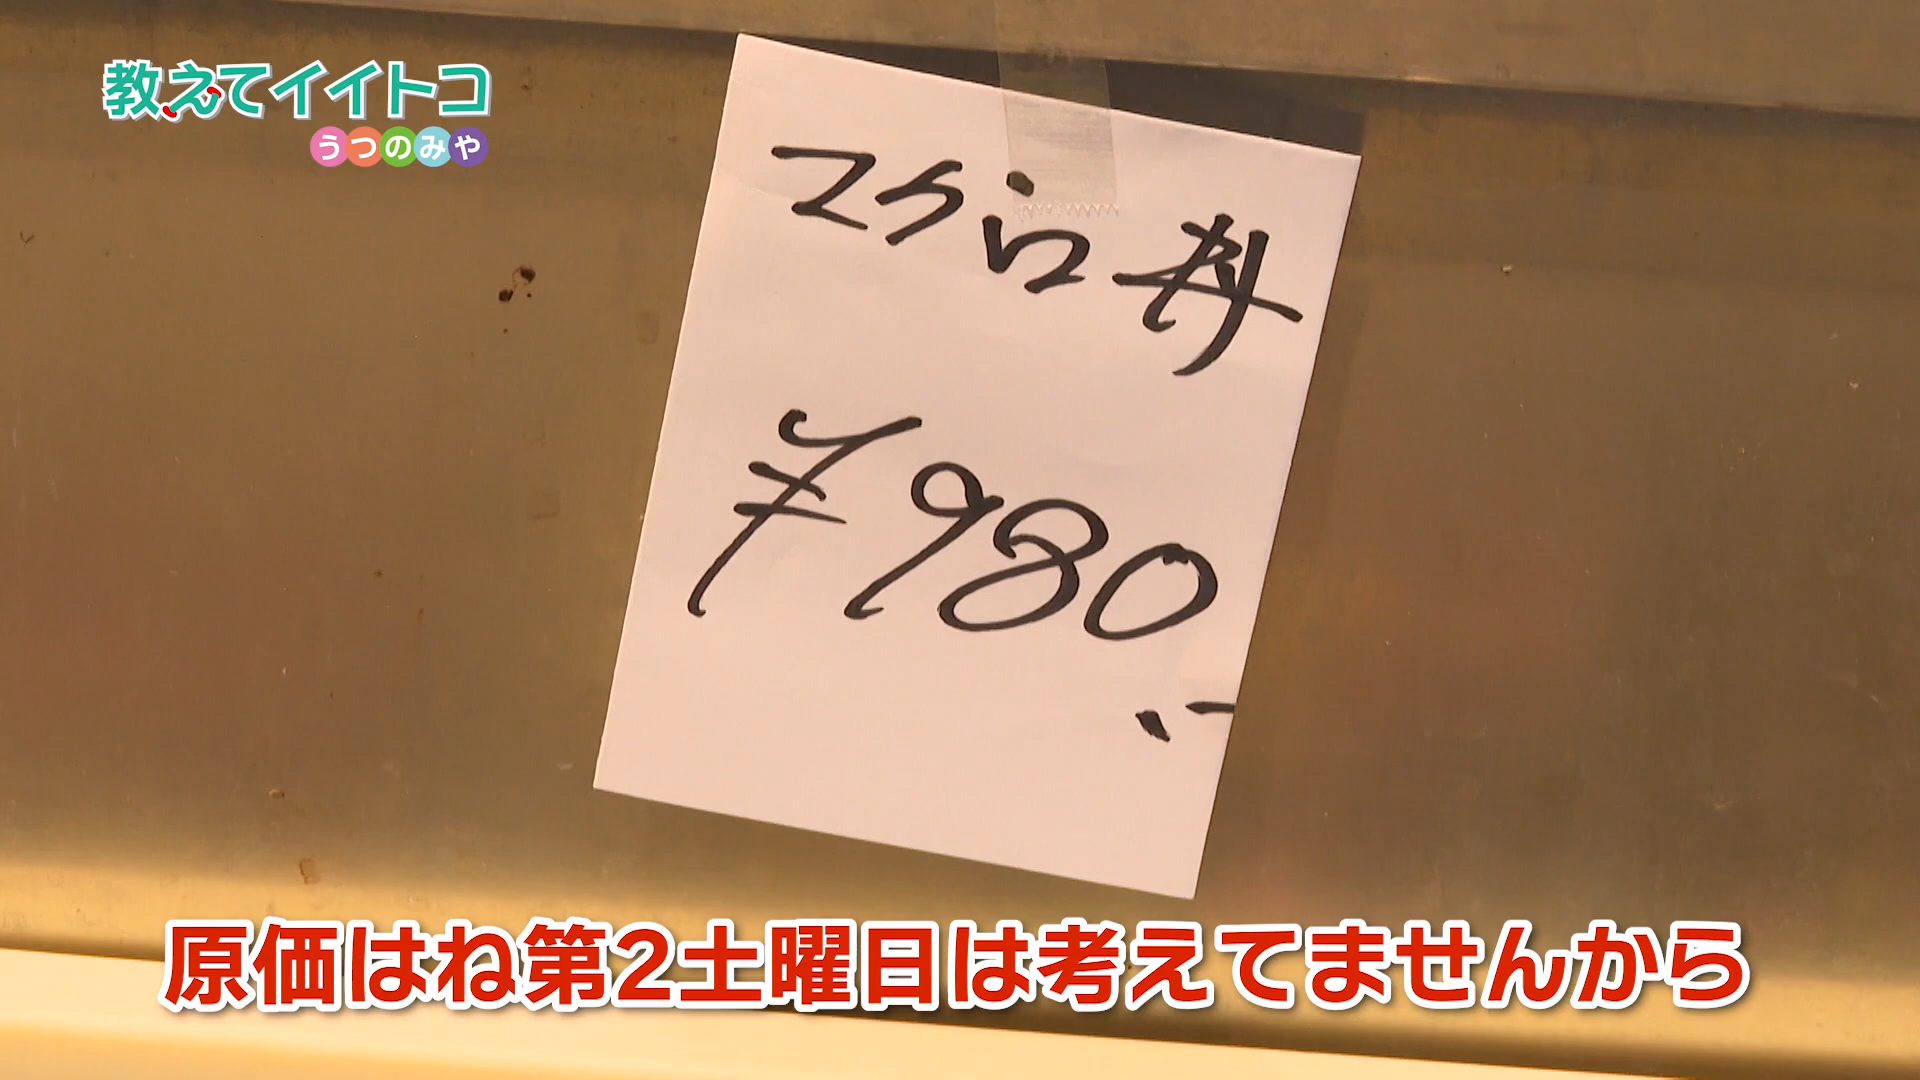 教えてイイトコ
うつのみや
マグロ丼
¥980.-
原価はね第2土曜日は考えてませんから